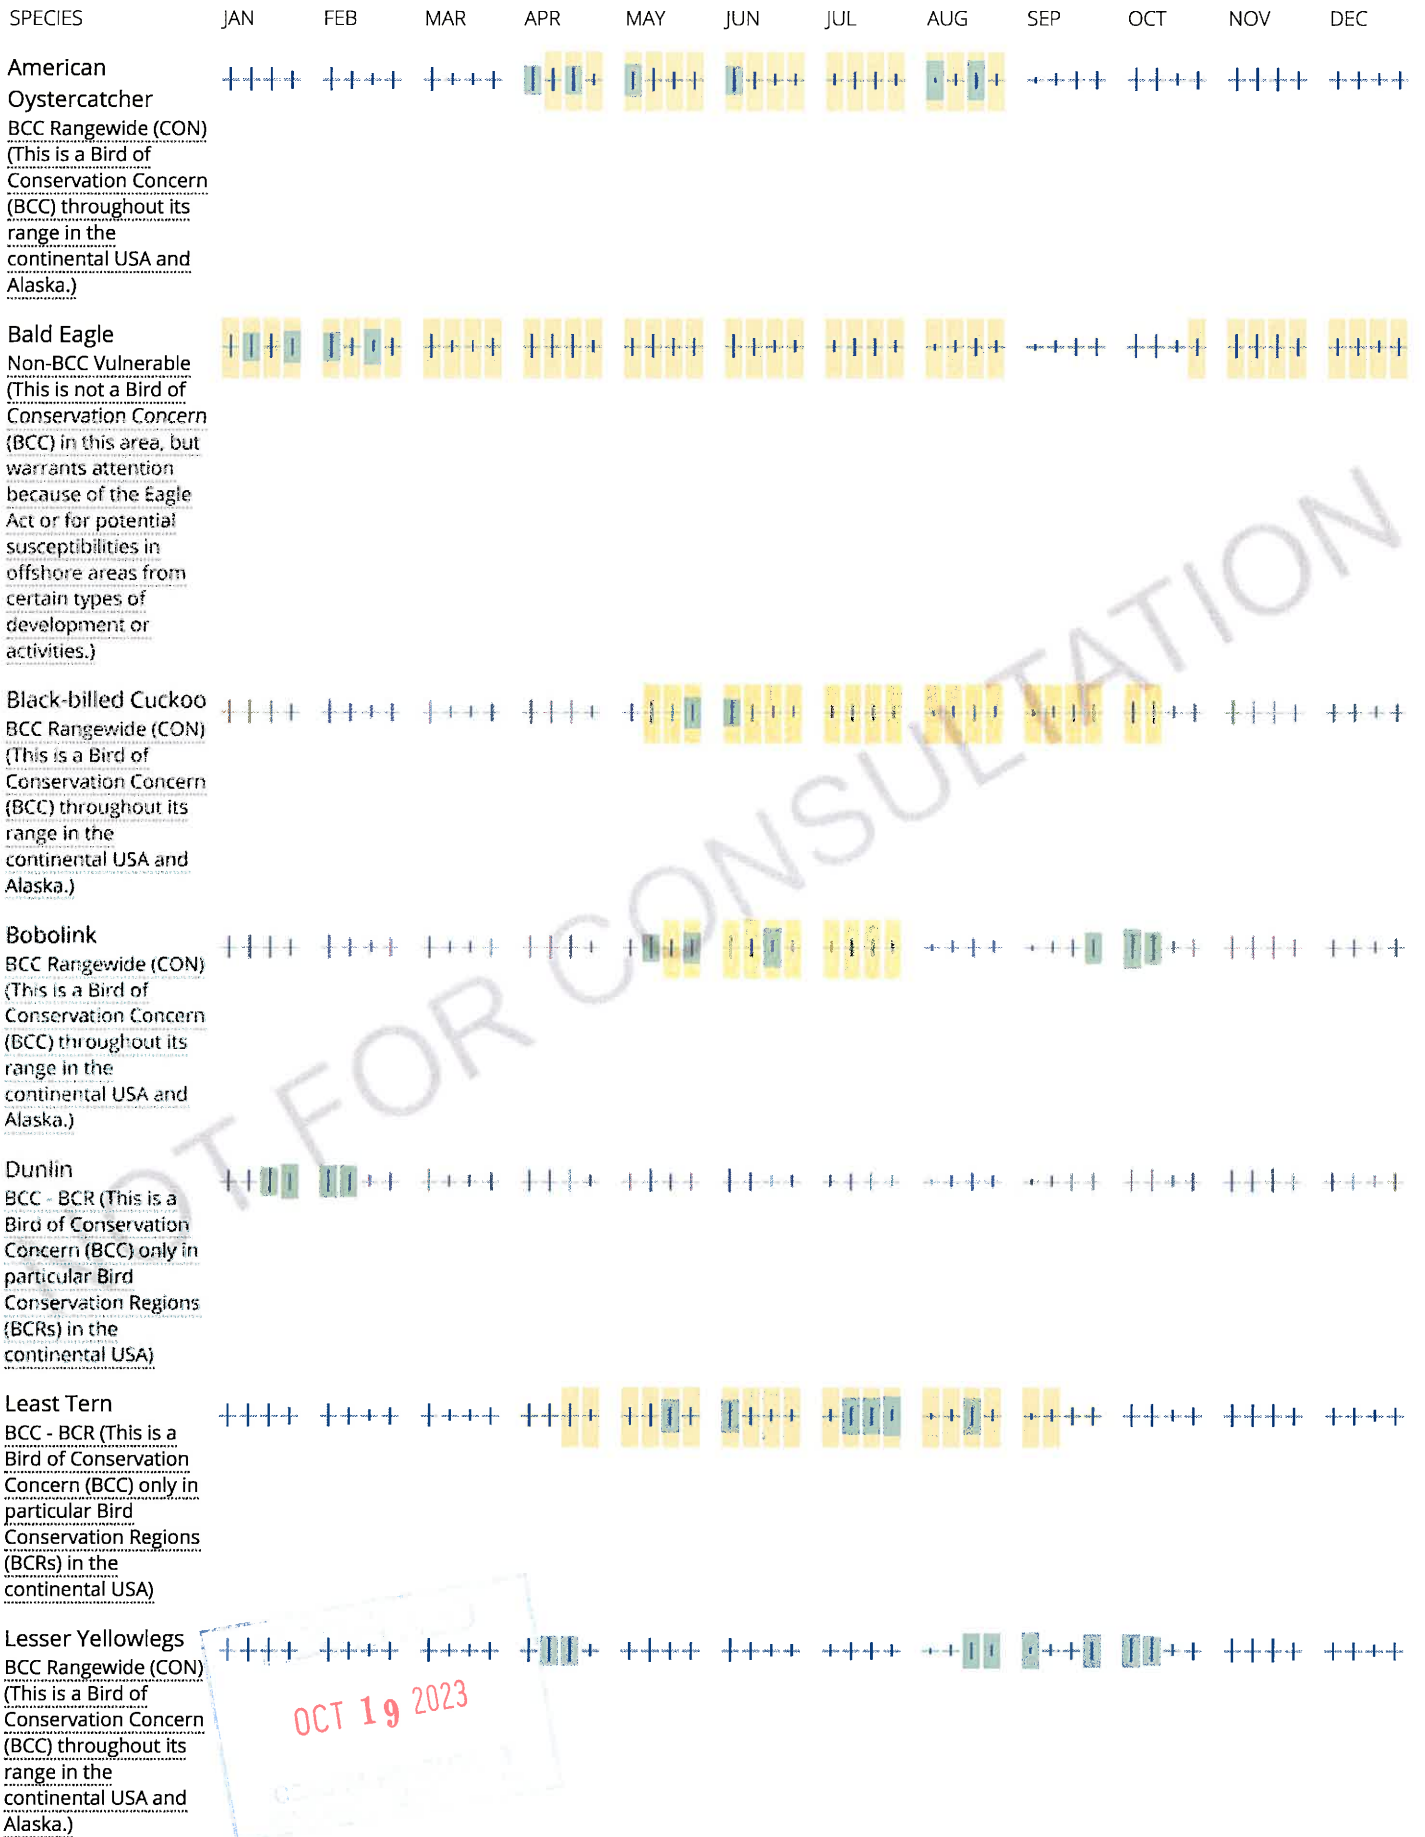 SPECIES JAN FEB MAR APR MAY JUN JUL AUG SEP OCT NOV DEC
American
Oystercatcher
BCC Rangewide (CON)
(This is a Bird of
Conservation Concern
(BCC) throughout its
range in the
continental USA and
Alaska.)
Bald Eagle
Non-BCC Vulnerable
(This is not a Bird of
Conservation Concern
(BCC) in this area, but
warrants attention
because of the Eagle
Act or for potential
susceptibilities in
offshore areas from
certain types of
development or
activities.)
Black-billed Cuckoo
BCC Rangewide (CON)
(This is a Bird of
Conservation Concern
(BCC) throughout its
range in the
continental USA and
Alaska.)
Bobolink
BCC Rangewide (CON)
(This is a Bird of
Conservation Concern
(BCC) throughout its
range in the
continental USA and
Alaska.)
Dunlin
BCC - BCR (This is a
Bird of Conservation
Concern (BCC) only in
particular Bird
Conservation Regions
(BCRs) in the
continental USA)
Least Tern
BCC - BCR (This is a
Bird of Conservation
Concern (BCC) only in
particular Bird
Conservation Regions
(BCRs) in the
continental USA)
Lesser Yellowlegs
BCC Rangewide (CON)
(This is a Bird of
Conservation Concern
(BCC) throughout its
range in the
continental USA and
Alaska.)
NOT FOR CONSULTATION
OCT 19 2023